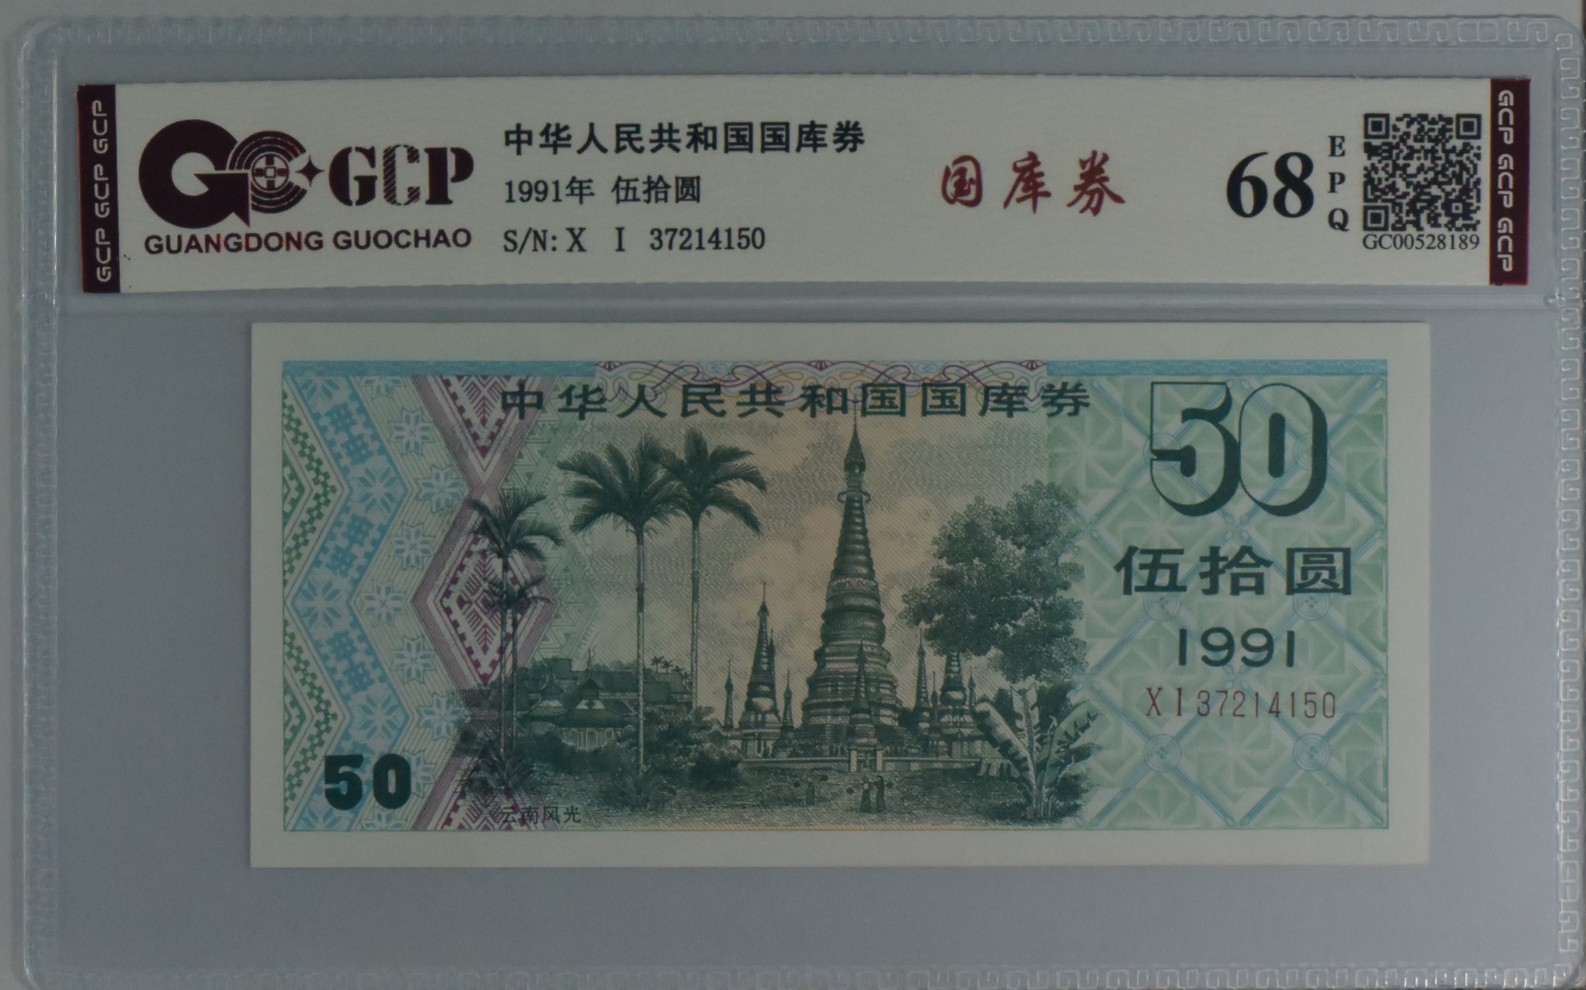 GCP GCP GCP
GCP
GUANGDONG GUOCHAO
中华人民共和国国库券
1991年 伍拾圆
S/N: X I 37214150
国库券
68
EPQ
GC00528189
GCP GCP GCP
中华人民共和国国库券
50
伍拾圆
1991
X I 37214150
50
云南风光